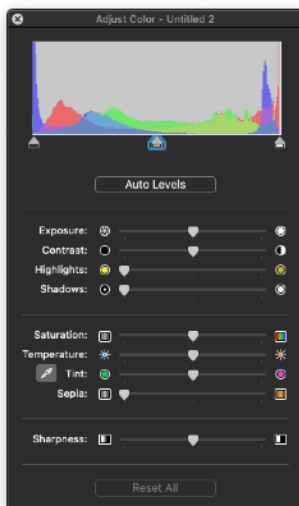 Adjust Color - Untitled 2
Auto Levels
Exposure:
Contrast:
Highlights:
Shadows:
Saturation:
Temperature:
Tint:
Sepia:
Sharpness:
Reset All